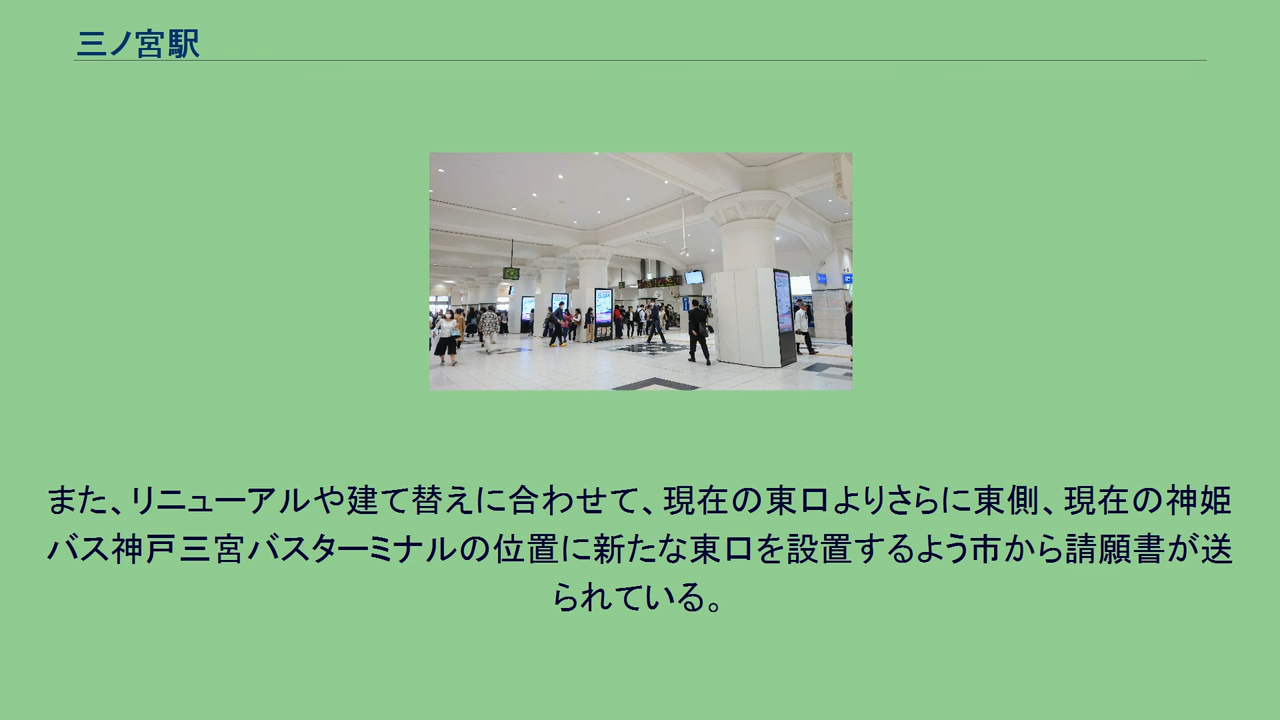 三ノ宮駅
また、リニューアルや建て替えに合わせて、現在の東口よりさらに東側、現在の神姫
バス神戸三宮バスターミナルの位置に新たな東口を設置するよう市から請願書が送
られている。